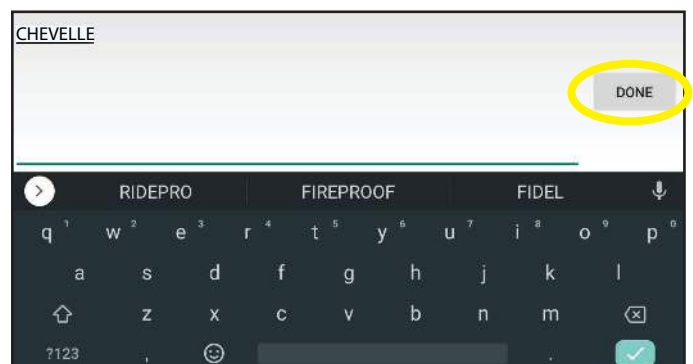 CHEVELLE
DONE
RIDEPRO FIREPROOF FIDEL
q 1 w 2 e 3 r 4 t 5 y 6 u 7 i 8 o 9 p 0
a s d f g h j k l
z x c v b n m
?123 , .